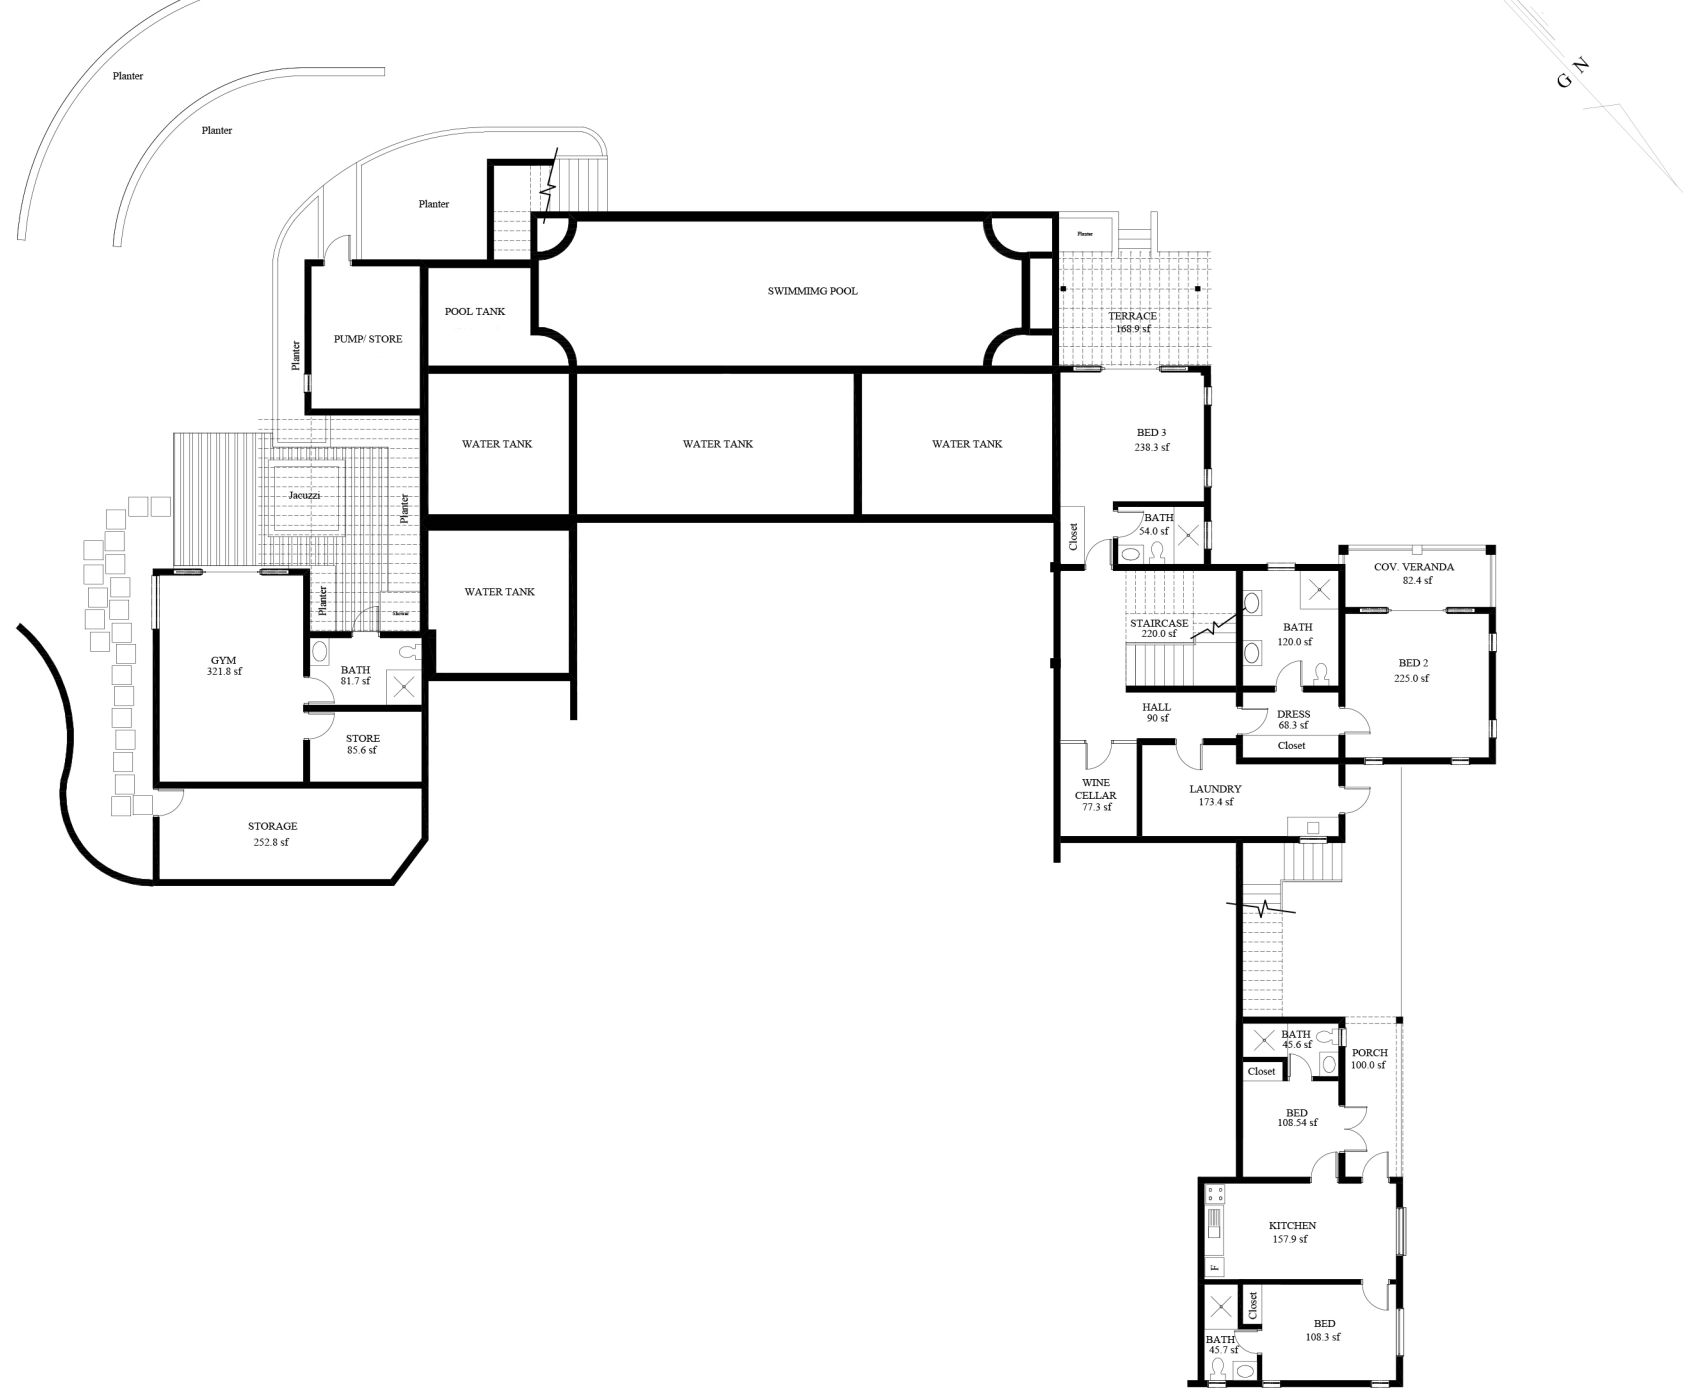 Planter
G N
Planter
Planter
Planter
SWIMMIMG POOL
POOL TANK
TERRACE
168.9 sf
PUMP/ STORE
Planter
BED 3
238.3 sf
WATER TANK
WATER TANK
WATER TANK
Jacuzzi
Planter
BATH
54.0 sf
Closet
COV. VERANDA
82.4 sf
WATER TANK
Planter
Shower
STAIRCASE
220.0 sf
BATH
120.0 sf
GYM
321.8 sf
BATH
81.7 sf
BED 2
225.0 sf
HALL
90 sf
DRESS
68.3 sf
Closet
STORE
85.6 sf
WINE
CELLAR
77.3 sf
LAUNDRY
173.4 sf
STORAGE
252.8 sf
BATH
45.6 sf
PORCH
100.0 sf
Closet
BED
108.54 sf
KITCHEN
157.9 sf
F
Closet
BED
108.3 sf
BATH
45.7 sf